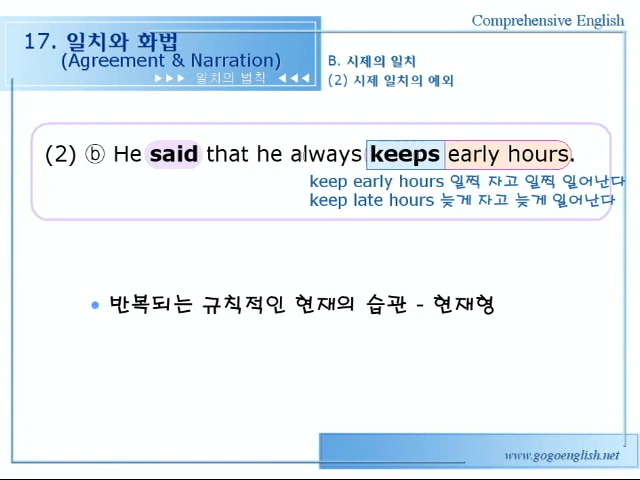 Comprehensive English
17. 일치와 화법
(Agreement & Narration)
▶▶▶ 일치의 법칙 ◀◀◀
B. 시제의 일치
(2) 시제 일치의 예외
(2) ⓑ He said that he always keeps early hours.
keep early hours 일찍 자고 일찍 일어난다
keep late hours 늦게 자고 늦게 일어난다
• 반복되는 규칙적인 현재의 습관 - 현재형
www.gogoenglish.net